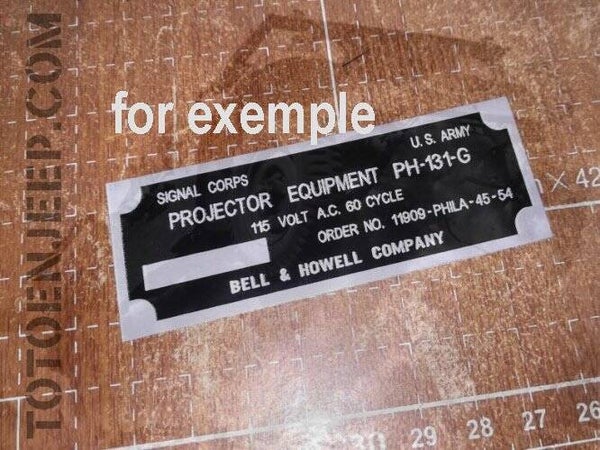 for exemple
SIGNAL CORPS U.S. ARMY
PROJECTOR EQUIPMENT PH-131-G
115 VOLT A.C. 60 CYCLE
ORDER NO. 11909-PHILA-45-54
BELL & HOWELL COMPANY
TOTOENJEEP.COM
× 42
30 29 28 27 26